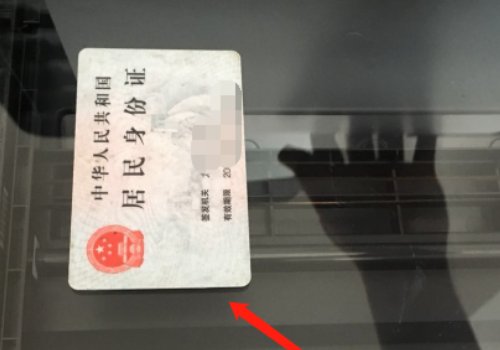 中华人民共和国
居民身份证
签发机关
有效期限 20